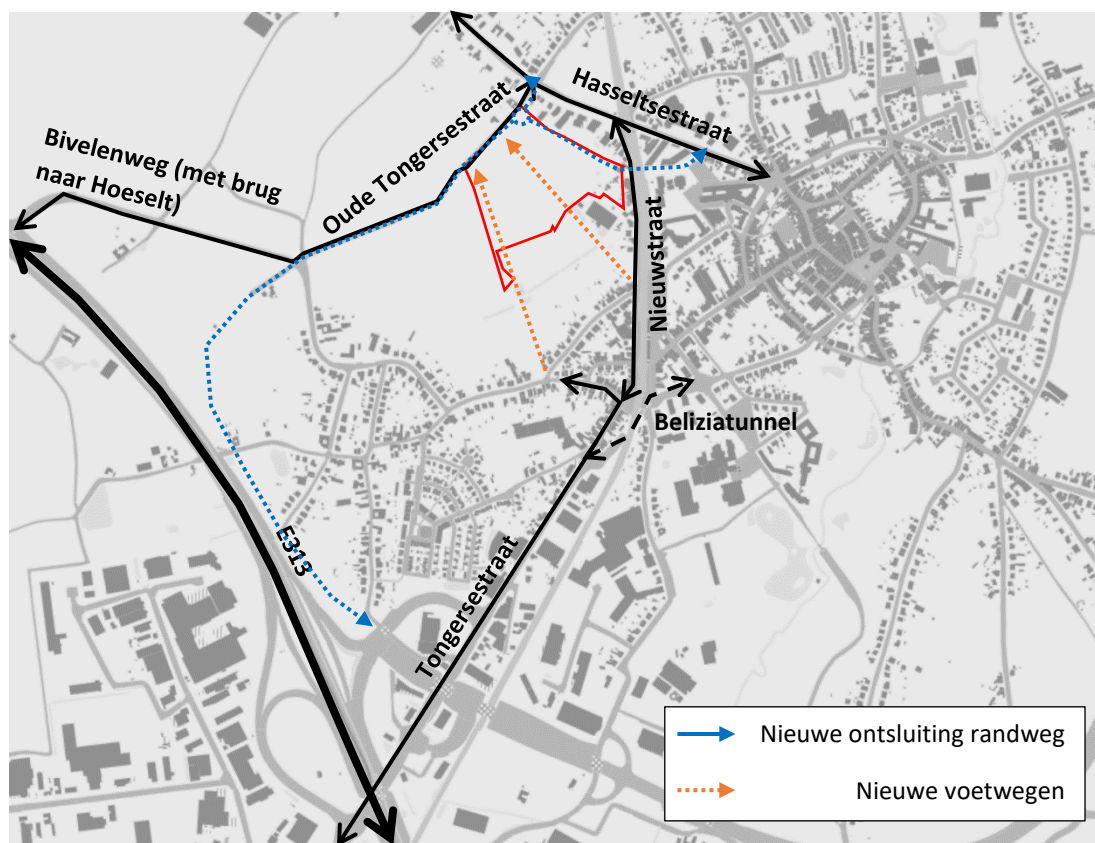 Hasseltsestraat
Bivelenweg (met brug
naar Hoeselt)
Oude Tongersestraat
Nieuwstraat
Beliziatunnel
E313
Tongersestraat
Nieuwe ontsluiting randweg
Nieuwe voetwegen